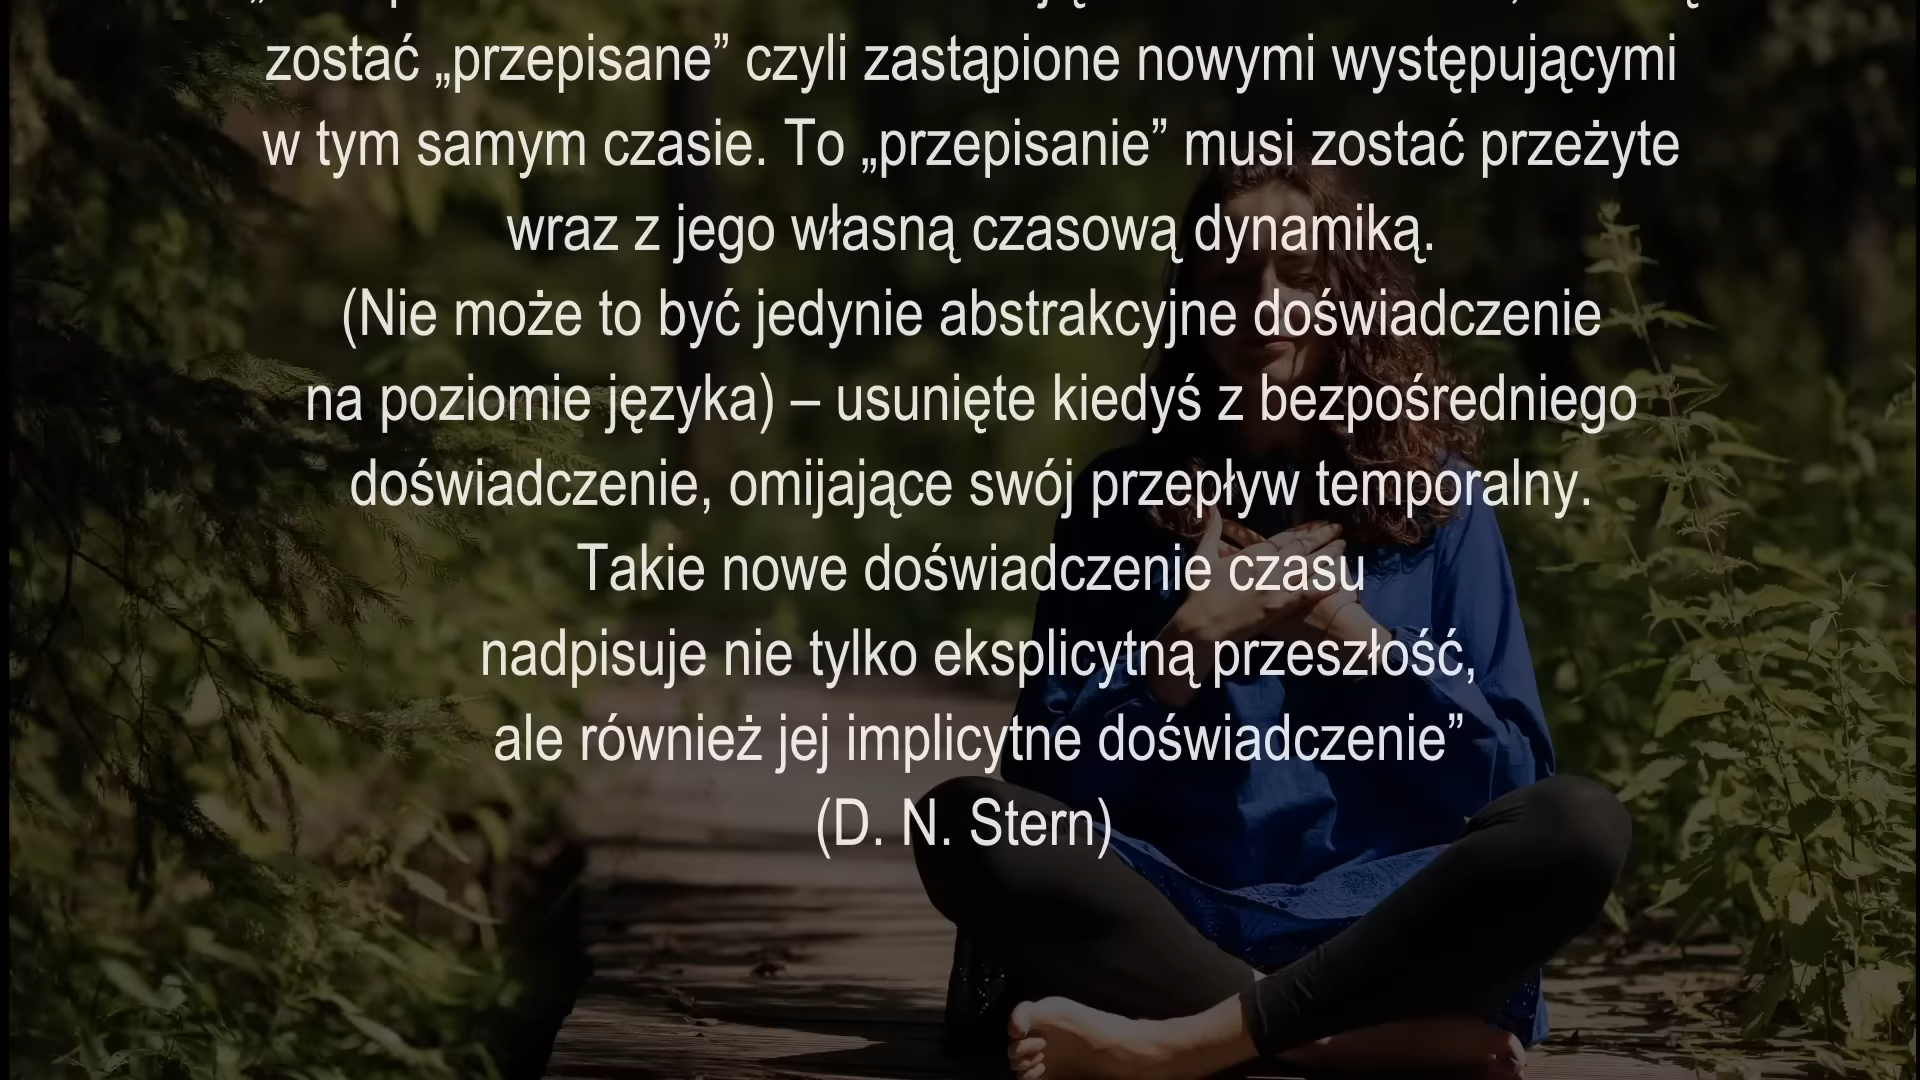 zostać „przepisane” czyli zastąpione nowymi występującymi
w tym samym czasie. To „przepisanie” musi zostać przeżyte
wraz z jego własną czasową dynamiką.
(Nie może to być jedynie abstrakcyjne doświadczenie
na poziomie języka) – usunięte kiedyś z bezpośredniego
doświadczenie, omijające swój przepływ temporalny.
Takie nowe doświadczenie czasu
nadpisuje nie tylko eksplicytną przeszłość,
ale również jej implicytne doświadczenie”
(D. N. Stern)